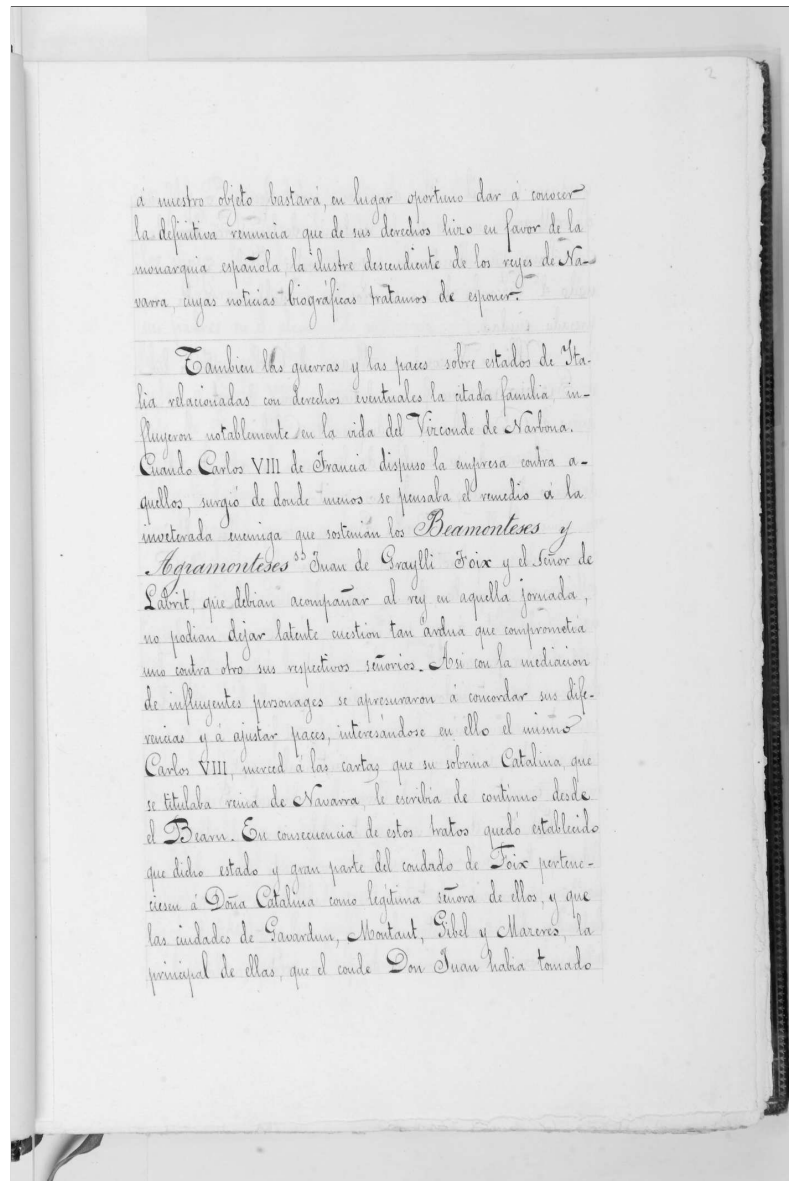 2
á nuestro objeto bastará, en lugar oportuno dar á conocer
la definitiva renuncia que de sus derechos hizo en favor de la
monarquia española, la ilustre descendiente de los reyes de Na-
varra, cuyas noticias biográficas tratamos de esponer.
Tambien las guerras y las paces sobre estados de Ita-
lia relacionadas con derechos eventuales la citada familia, in-
fluyeron notablemente en la vida del Vizconde de Narbona.
Cuando Carlos VIII de Francia dispuso la empresa contra a-
quellos, surgió de donde menos se pensaba el remedio á la
inveterada enemiga que sostenian los Beamonteses y
Agramonteses Juan de Graylli Foix y el Señor de
Labrit, que debian acompañar al rey en aquella jornada,
no podian dejar latente cuestion tan ardua que comprometia
uno contra otro sus respectivos señorios. Asi con la mediacion
de influyentes personages se apresuraron á concordar sus dife-
rencias y á ajustar paces, interesándose en ello el mismo
Carlos VIII, merced á las cartas que su sobrina Catalina, que
se titulaba reina de Navarra, le escribia de continuo desde
el Bearn. En consecuencia de estos tratos quedó establecido
que dicho estado y gran parte del condado de Foix pertene-
ciesen á Doña Catalina como legitima señora de ellos, y que
las ciudades de Gavardun, Montaut, Gibel y Mazeres, la
principal de ellas, que el conde Don Juan habia tomado